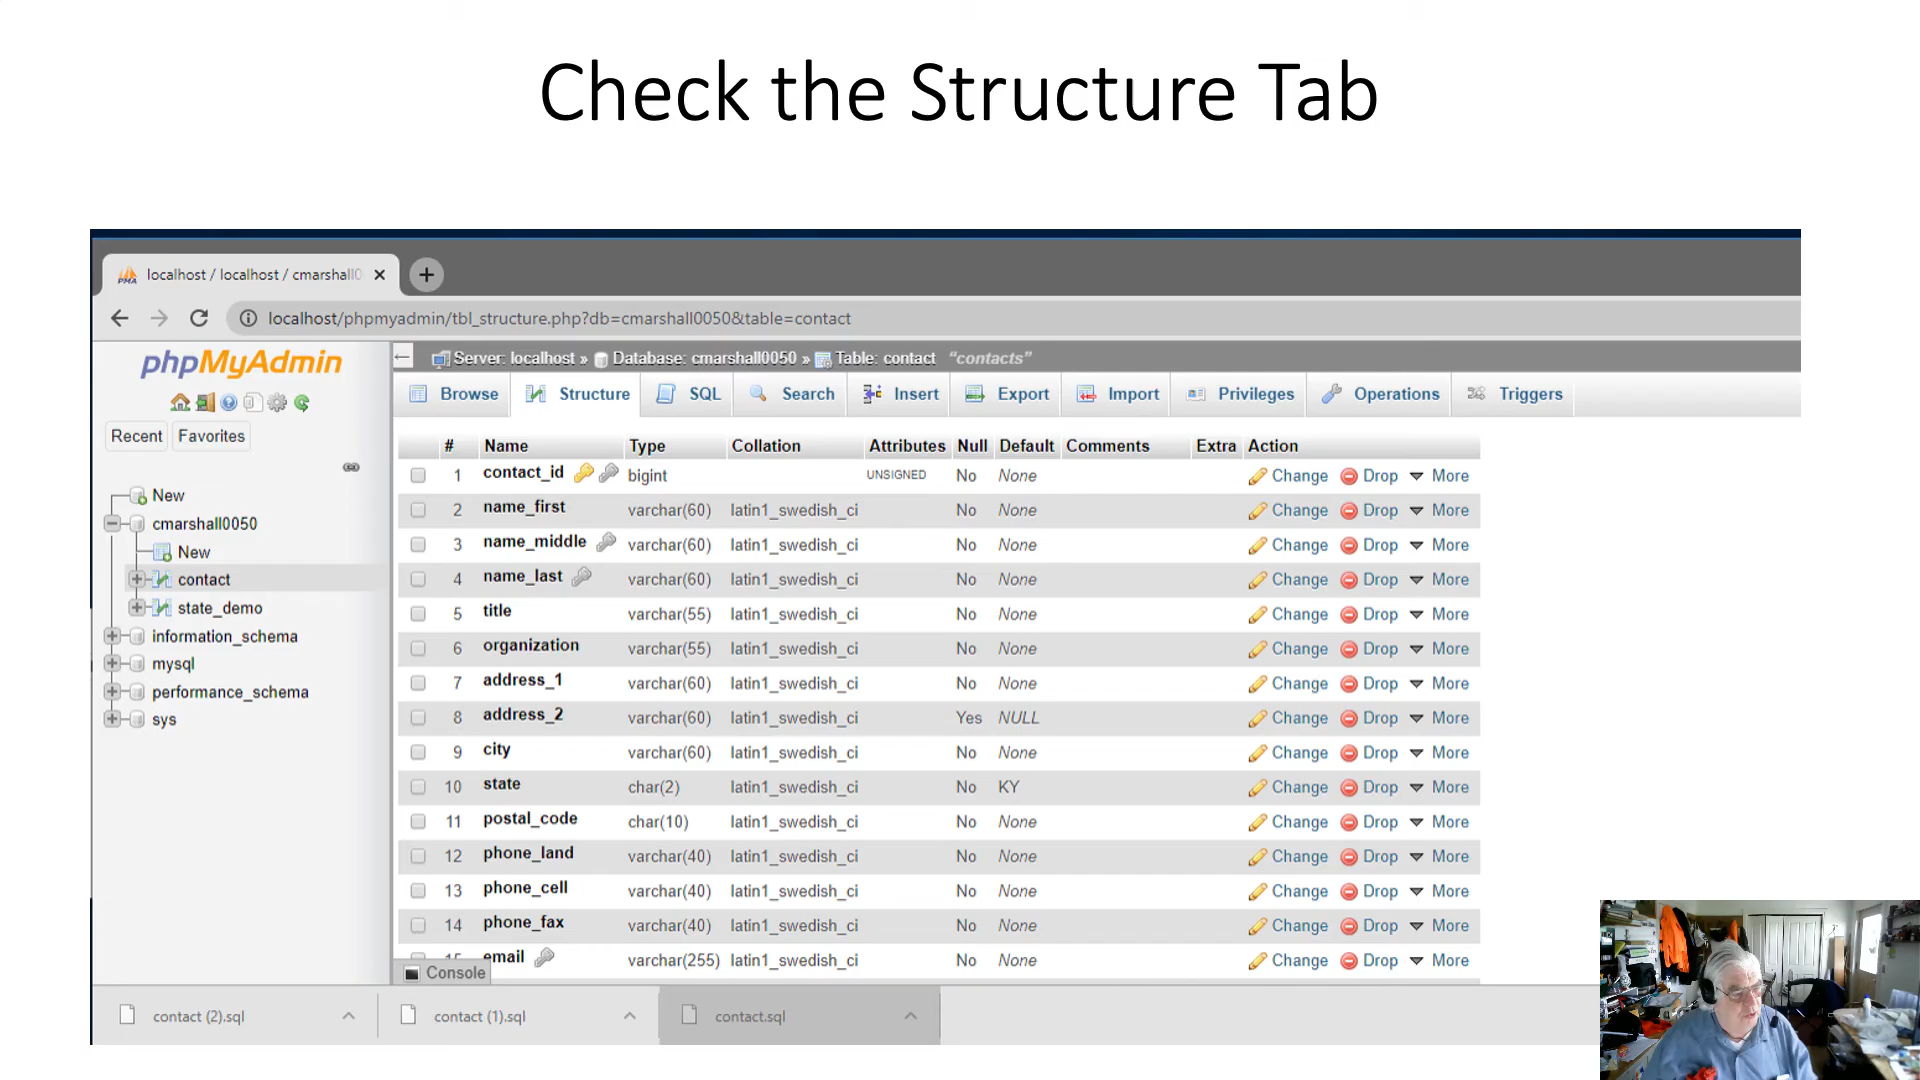 Check the Structure Tab
localhost / localhost / cmarshall0
localhost/phpmyadmin/tbl_structure.php?db=cmarshall0050&table=contact
phpMyAdmin
Recent Favorites
New
cmarshall0050
New
contact
state_demo
information_schema
mysql
performance_schema
sys
Server: localhost » Database: cmarshall0050 » Table: contact "contacts"
Browse Structure SQL Search Insert Export Import Privileges Operations Triggers
# Name Type Collation Attributes Null Default Comments Extra Action
1 contact_id bigint UNSIGNED No None Change Drop More
2 name_first varchar(60) latin1_swedish_ci No None Change Drop More
3 name_middle varchar(60) latin1_swedish_ci No None Change Drop More
4 name_last varchar(60) latin1_swedish_ci No None Change Drop More
5 title varchar(55) latin1_swedish_ci No None Change Drop More
6 organization varchar(55) latin1_swedish_ci No None Change Drop More
7 address_1 varchar(60) latin1_swedish_ci No None Change Drop More
8 address_2 varchar(60) latin1_swedish_ci Yes NULL Change Drop More
9 city varchar(60) latin1_swedish_ci No None Change Drop More
10 state char(2) latin1_swedish_ci No KY Change Drop More
11 postal_code char(10) latin1_swedish_ci No None Change Drop More
12 phone_land varchar(40) latin1_swedish_ci No None Change Drop More
13 phone_cell varchar(40) latin1_swedish_ci No None Change Drop More
14 phone_fax varchar(40) latin1_swedish_ci No None Change Drop More
15 email varchar(255) latin1_swedish_ci No None Change Drop More
Console
contact (2).sql contact (1).sql contact.sql